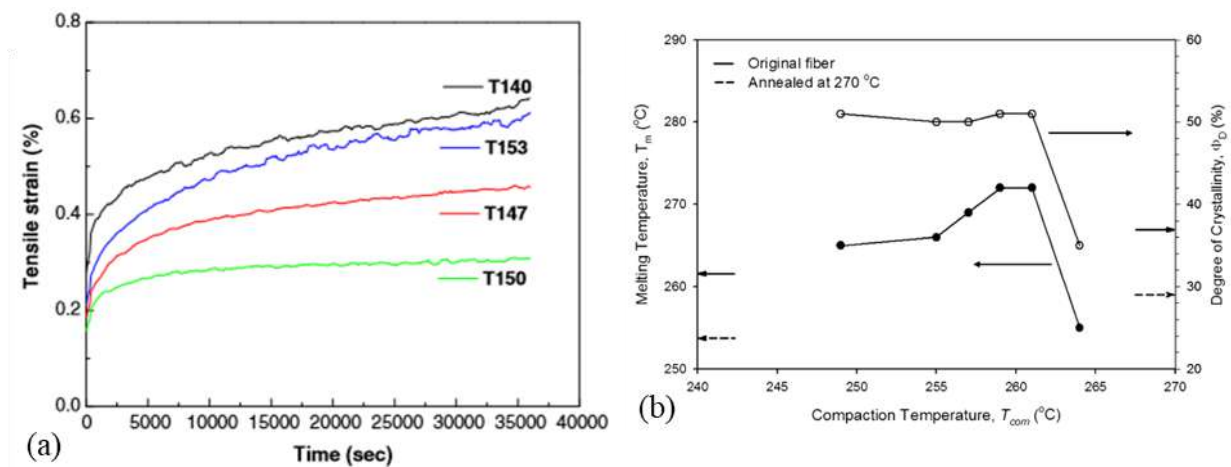 0.8
0.6
0.4
0.2
0.0
Tensile strain (%)
T140
T153
T147
T150
0 5000 10000 15000 20000 25000 30000 35000 40000
Time (sec)
(a)
290
280
270
260
250
Melting Temperature, Tₘ (°C)
Original fiber
Annealed at 270 °C
60
50
40
30
20
Degree of Crystallinity, Φ_D (%)
240 245 250 255 260 265 270
Compaction Temperature, T_com (°C)
(b)